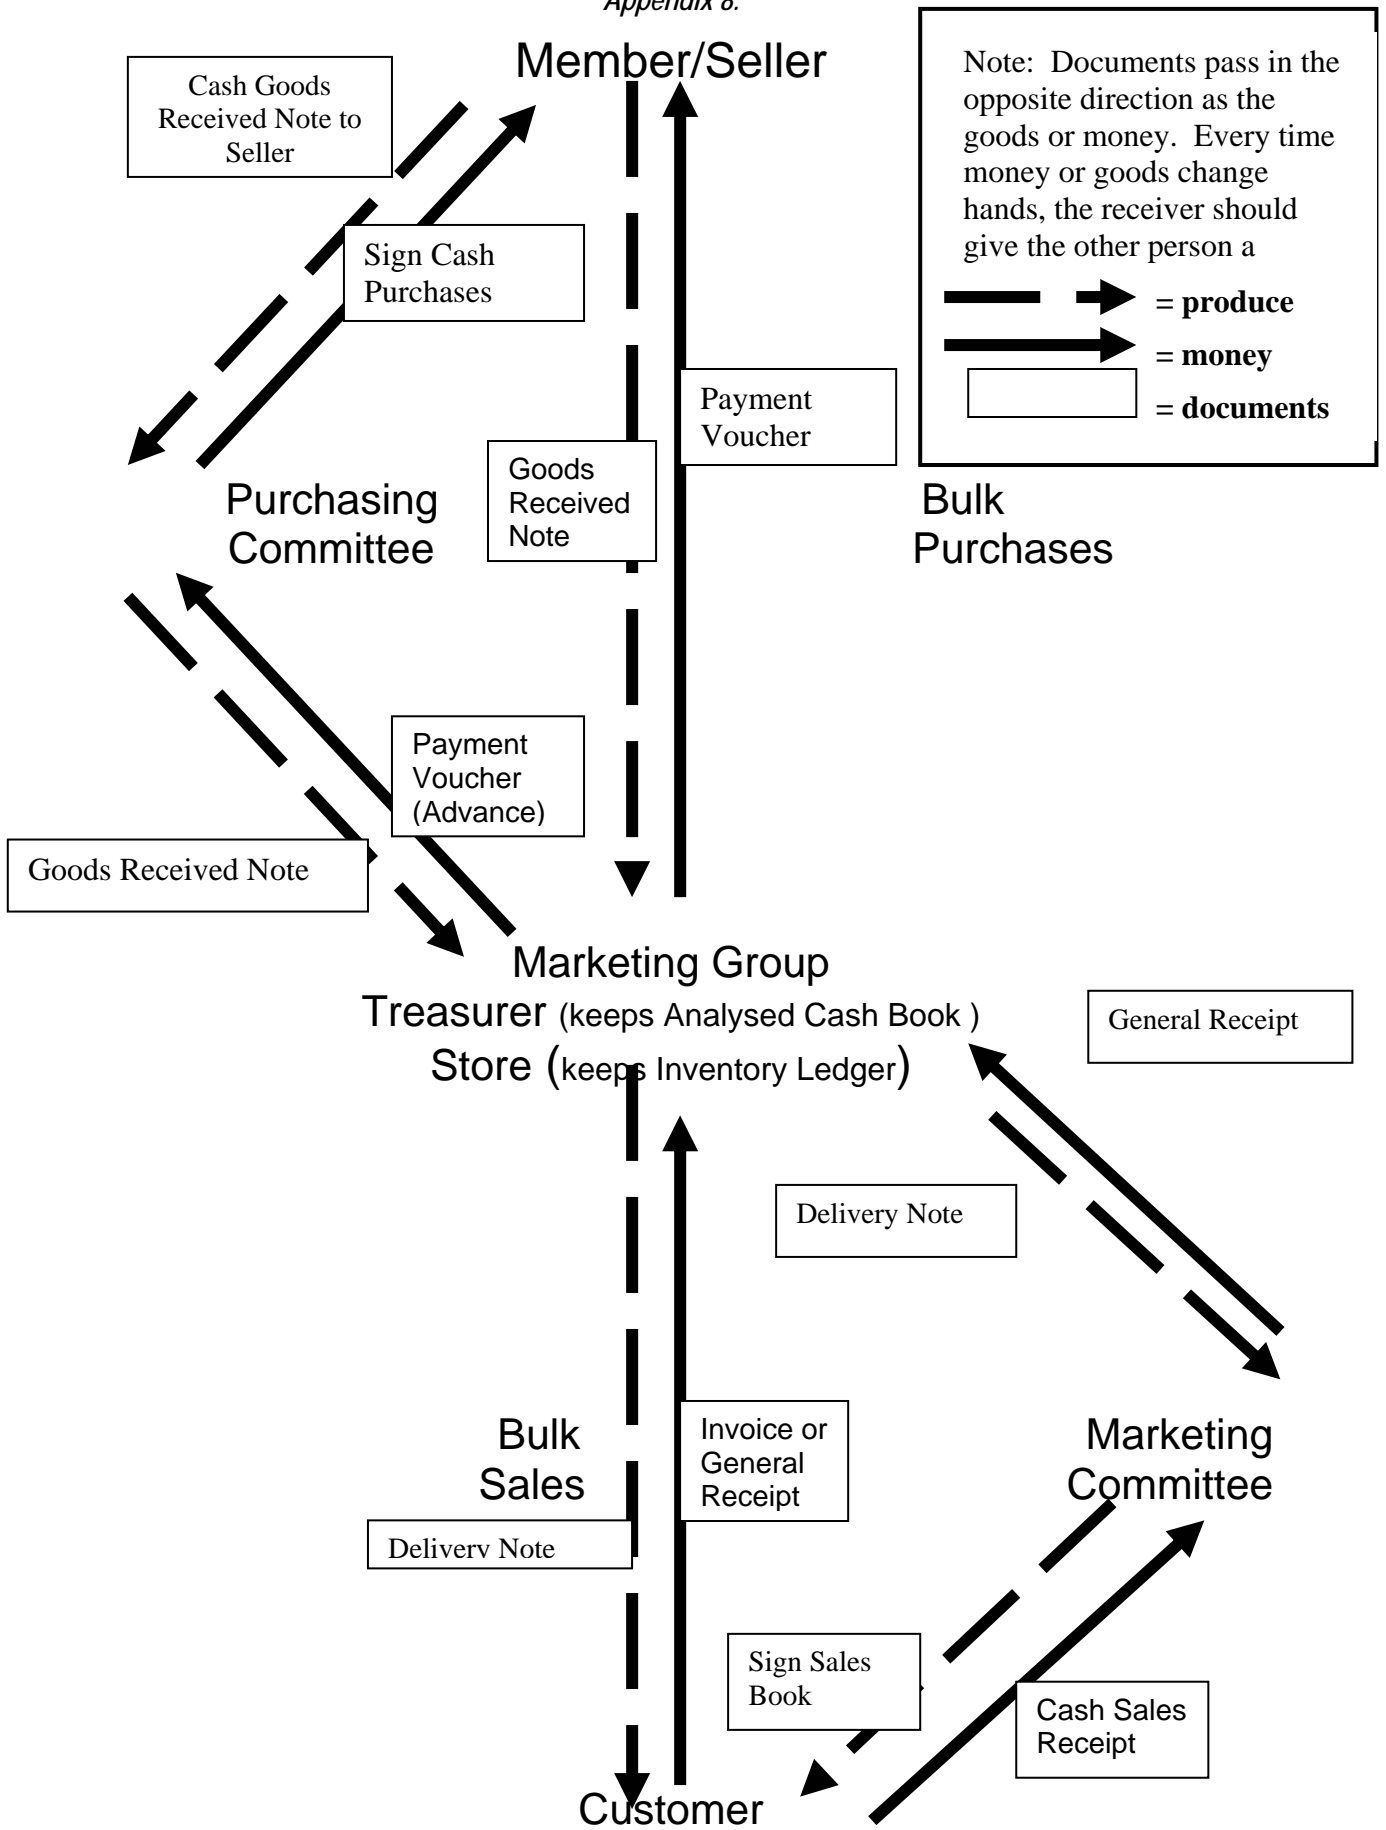 Appendix 8.
Member/Seller
Cash Goods
Received Note to
Seller
Note: Documents pass in the
opposite direction as the
goods or money. Every time
money or goods change
hands, the receiver should
give the other person a
= produce
= money
= documents
Sign Cash
Purchases
Payment
Voucher
Goods
Received
Note
Purchasing
Committee
Bulk
Purchases
Payment
Voucher
(Advance)
Goods Received Note
Marketing Group
Treasurer (keeps Analysed Cash Book )
Store (keeps Inventory Ledger)
General Receipt
Delivery Note
Bulk
Sales
Invoice or
General
Receipt
Marketing
Committee
Delivery Note
Sign Sales
Book
Cash Sales
Receipt
Customer